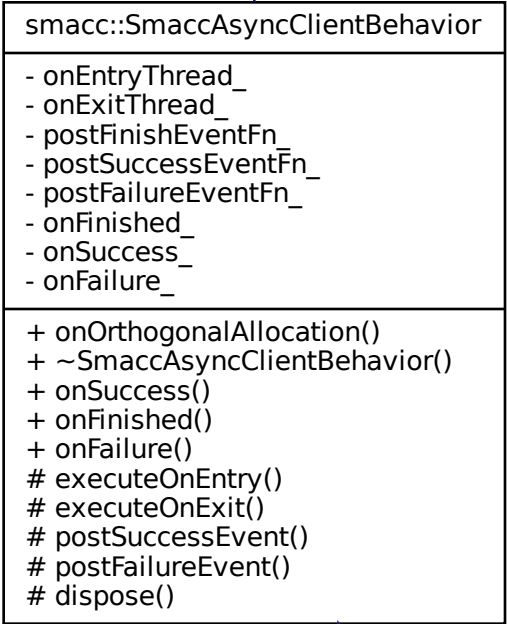 smacc::SmaccAsyncClientBehavior
- onEntryThread_
- onExitThread_
- postFinishEventFn_
- postSuccessEventFn_
- postFailureEventFn_
- onFinished_
- onSuccess_
- onFailure_
+ onOrthogonalAllocation()
+ ~SmaccAsyncClientBehavior()
+ onSuccess()
+ onFinished()
+ onFailure()
# executeOnEntry()
# executeOnExit()
# postSuccessEvent()
# postFailureEvent()
# dispose()